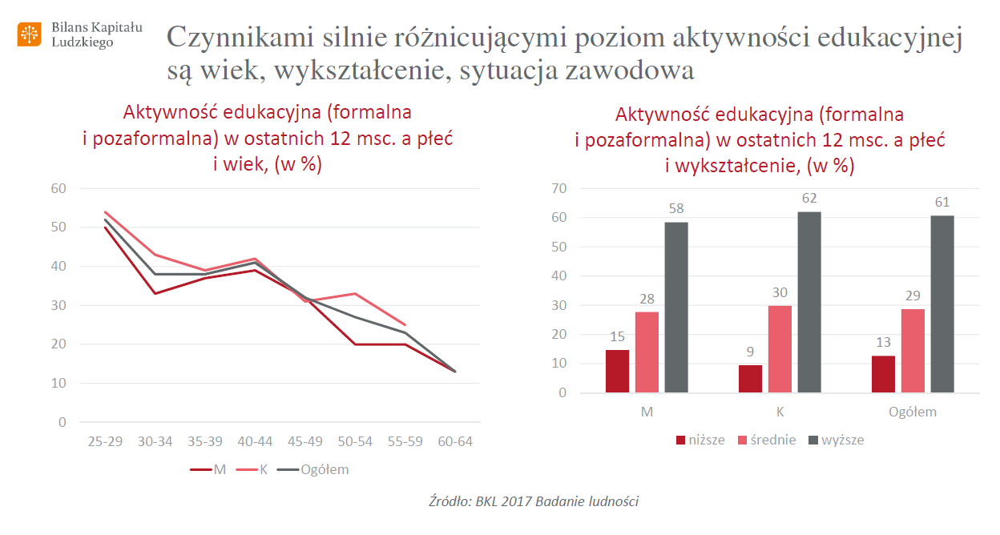 Bilans Kapitału
Ludzkiego
Czynnikami silnie różnicującymi poziom aktywności edukacyjnej
są wiek, wykształcenie, sytuacja zawodowa
Aktywność edukacyjna (formalna
i pozaformalna) w ostatnich 12 msc. a płeć
i wiek, (w %)
60
50
40
30
20
10
0
25-29 30-34 35-39 40-44 45-49 50-54 55-59 60-64
M K Ogółem
Aktywność edukacyjna (formalna
i pozaformalna) w ostatnich 12 msc. a płeć
i wykształcenie, (w %)
70
60
50
40
30
20
10
0
15 28 58 9 30 62 13 29 61
M K Ogółem
niższe średnie wyższe
Źródło: BKL 2017 Badanie ludności